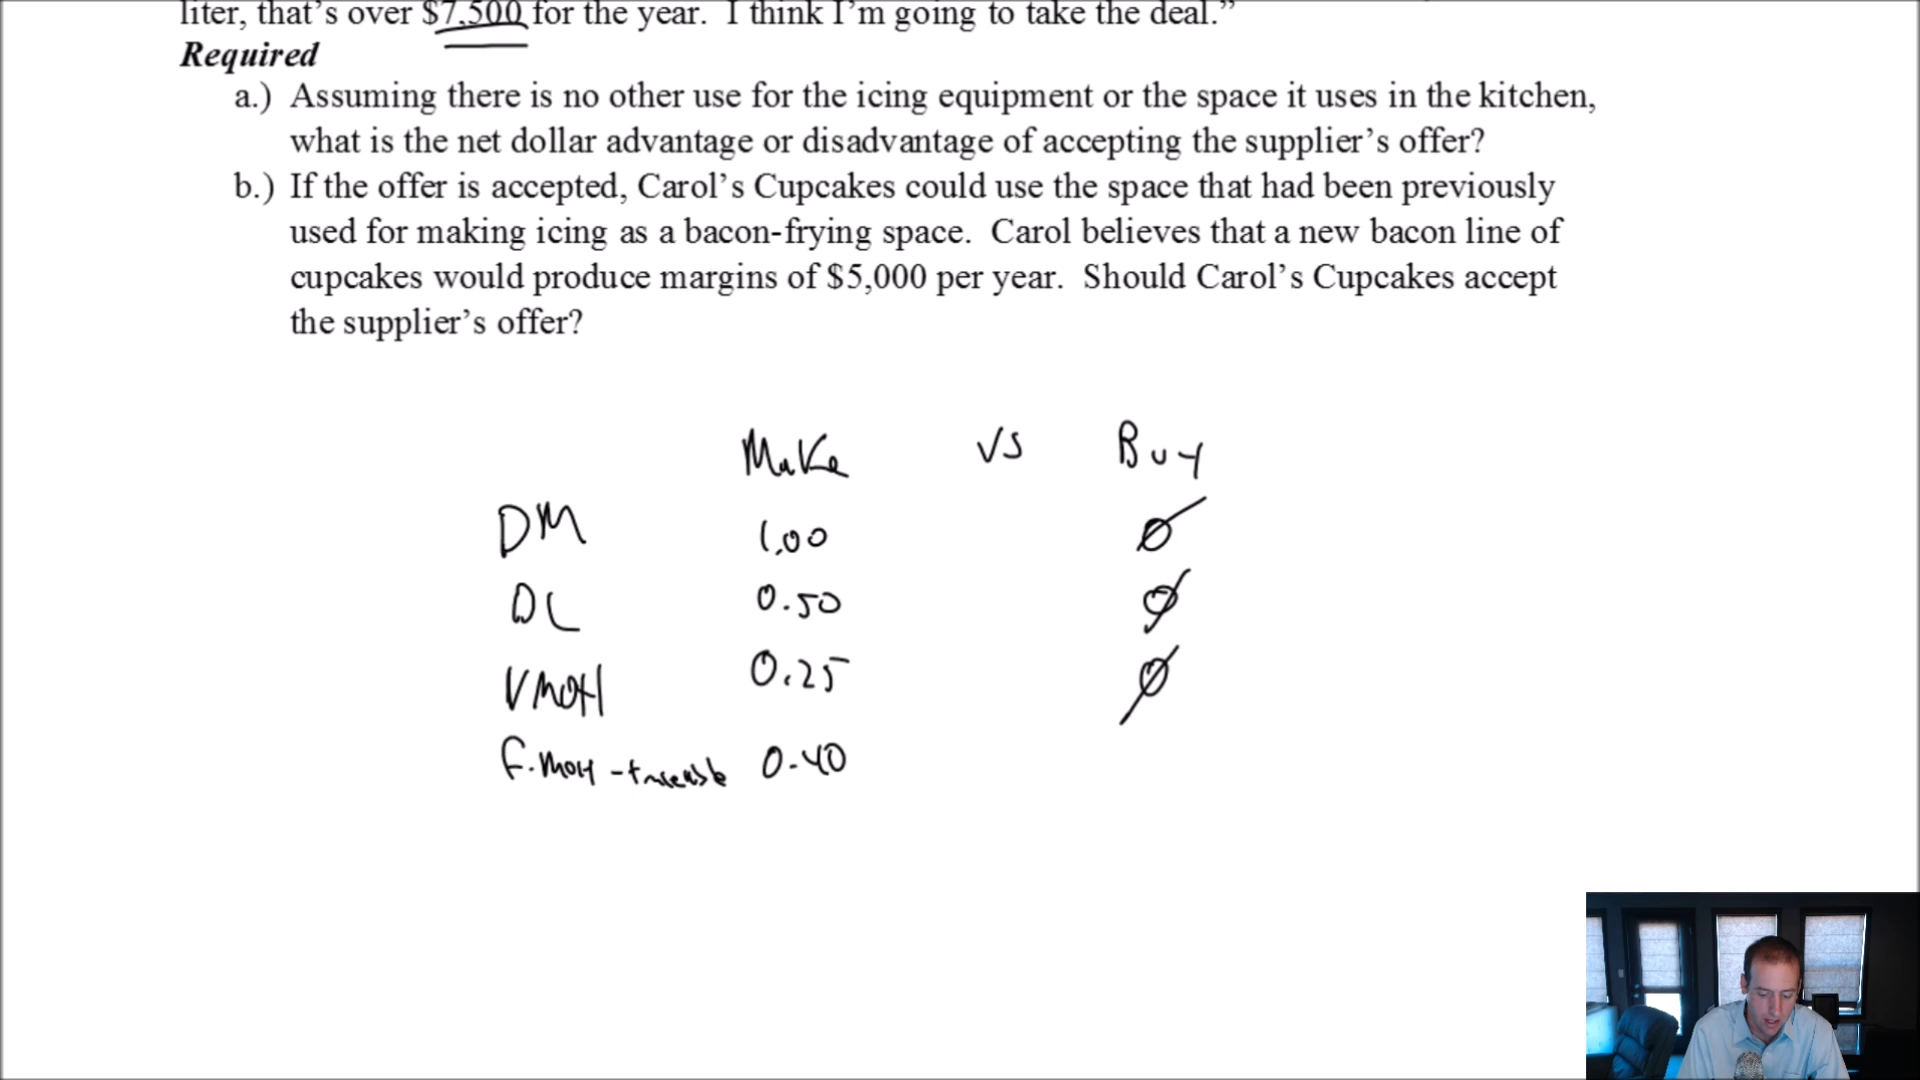 liter, that’s over $7,500 for the year. I think I’m going to take the deal.”
Required
a.) Assuming there is no other use for the icing equipment or the space it uses in the kitchen,
what is the net dollar advantage or disadvantage of accepting the supplier’s offer?
b.) If the offer is accepted, Carol’s Cupcakes could use the space that had been previously
used for making icing as a bacon-frying space. Carol believes that a new bacon line of
cupcakes would produce margins of $5,000 per year. Should Carol’s Cupcakes accept
the supplier’s offer?
Make VS Buy
DM 1.00 0
DL 0.50 0
VMOH 0.25 0
F.MOH - traceable 0.40